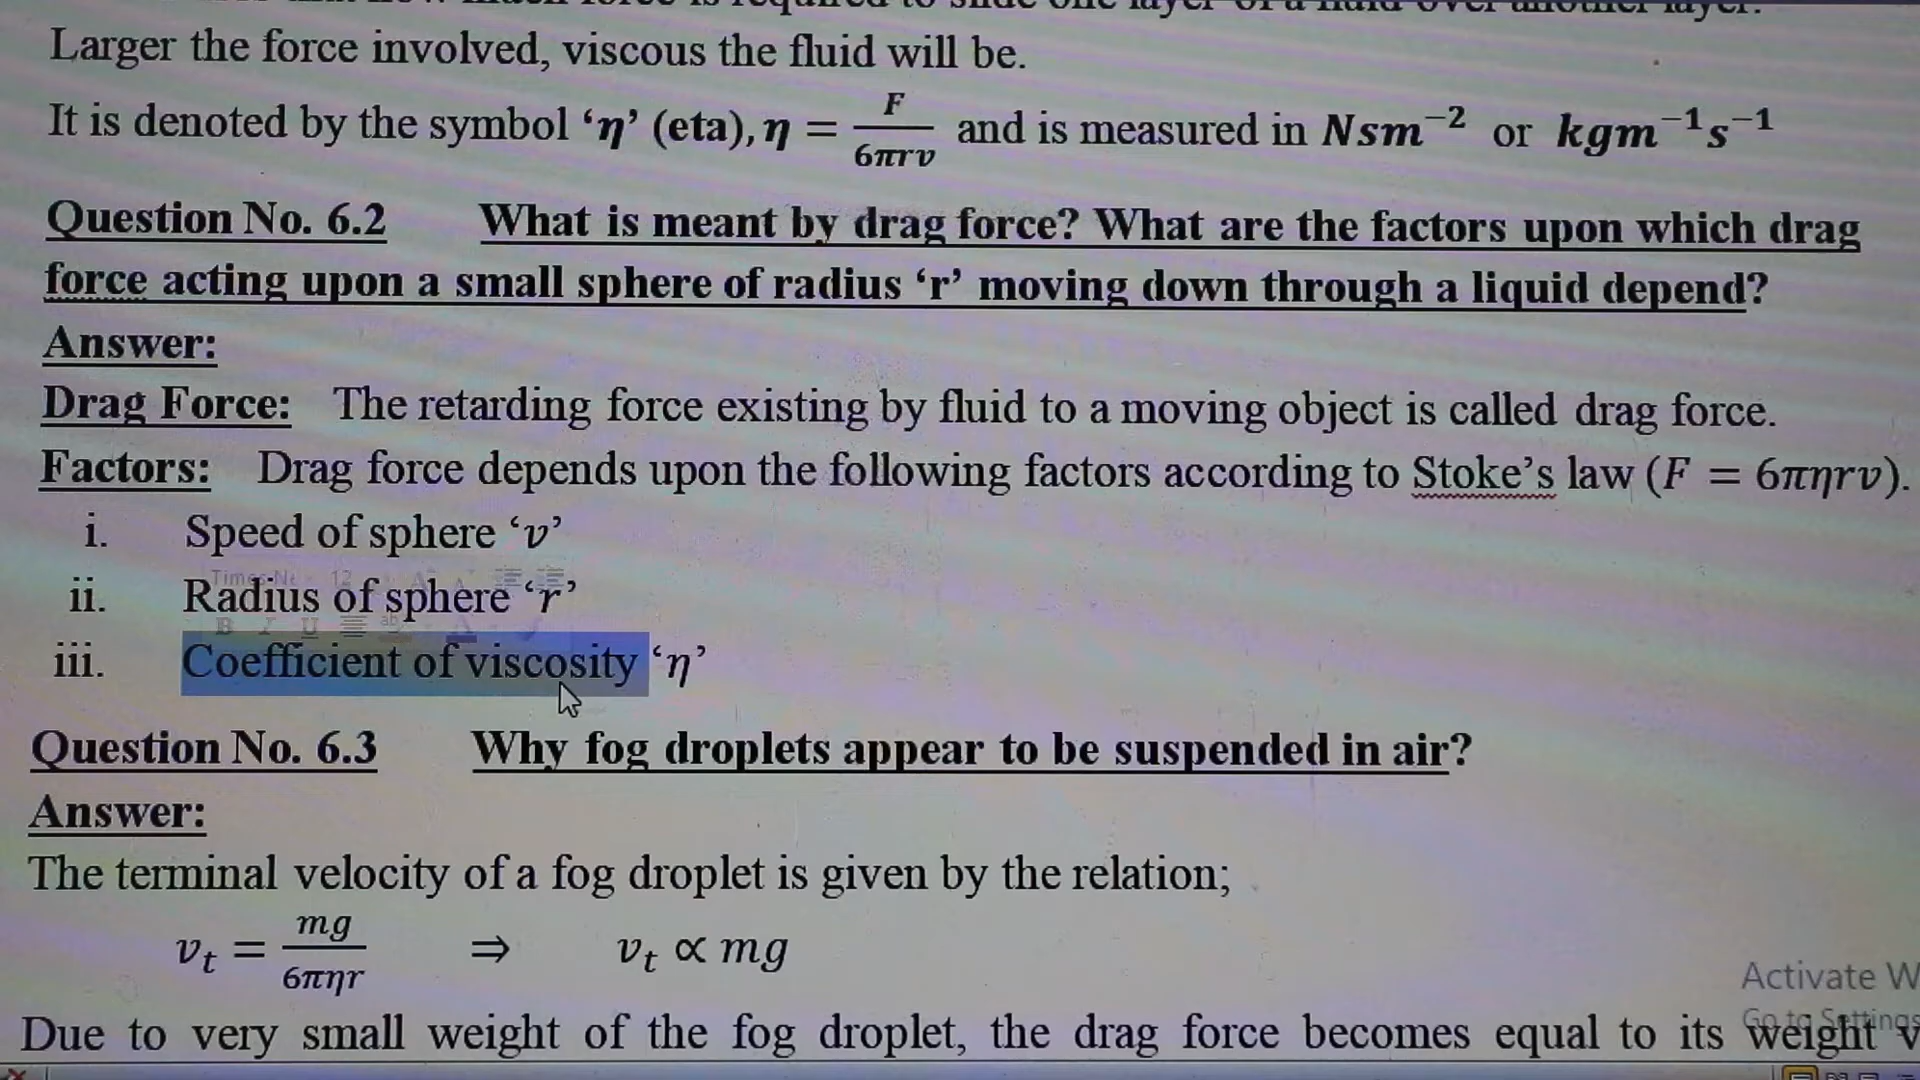 Larger the force involved, viscous the fluid will be.
It is denoted by the symbol ‘η’ (eta), η = F/6πrv and is measured in Nsm⁻² or kgm⁻¹s⁻¹
Question No. 6.2 What is meant by drag force? What are the factors upon which drag
force acting upon a small sphere of radius ‘r’ moving down through a liquid depend?
Answer:
Drag Force: The retarding force existing by fluid to a moving object is called drag force.
Factors: Drag force depends upon the following factors according to Stoke’s law (F = 6πηrv).
i. Speed of sphere ‘v’
ii. Radius of sphere ‘r’
iii. Coefficient of viscosity ‘η’
Question No. 6.3 Why fog droplets appear to be suspended in air?
Answer:
The terminal velocity of a fog droplet is given by the relation;
vₜ = mg/6πηr ⇒ vₜ ∝ mg
Activate W
Due to very small weight of the fog droplet, the drag force becomes equal to its weight
Go to Settings